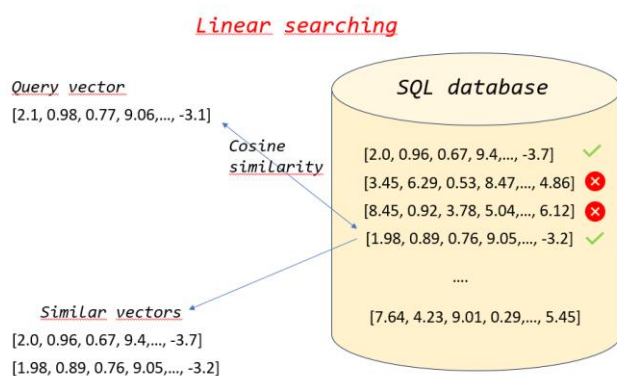 Linear searching
Query vector
[2.1, 0.98, 0.77, 9.06,..., -3.1]
Cosine
similarity
SQL database
[2.0, 0.96, 0.67, 9.4,..., -3.7]
[3.45, 6.29, 0.53, 8.47,..., 4.86]
[8.45, 0.92, 3.78, 5.04,..., 6.12]
[1.98, 0.89, 0.76, 9.05,..., -3.2]
....
[7.64, 4.23, 9.01, 0.29,..., 5.45]
Similar vectors
[2.0, 0.96, 0.67, 9.4,..., -3.7]
[1.98, 0.89, 0.76, 9.05,..., -3.2]